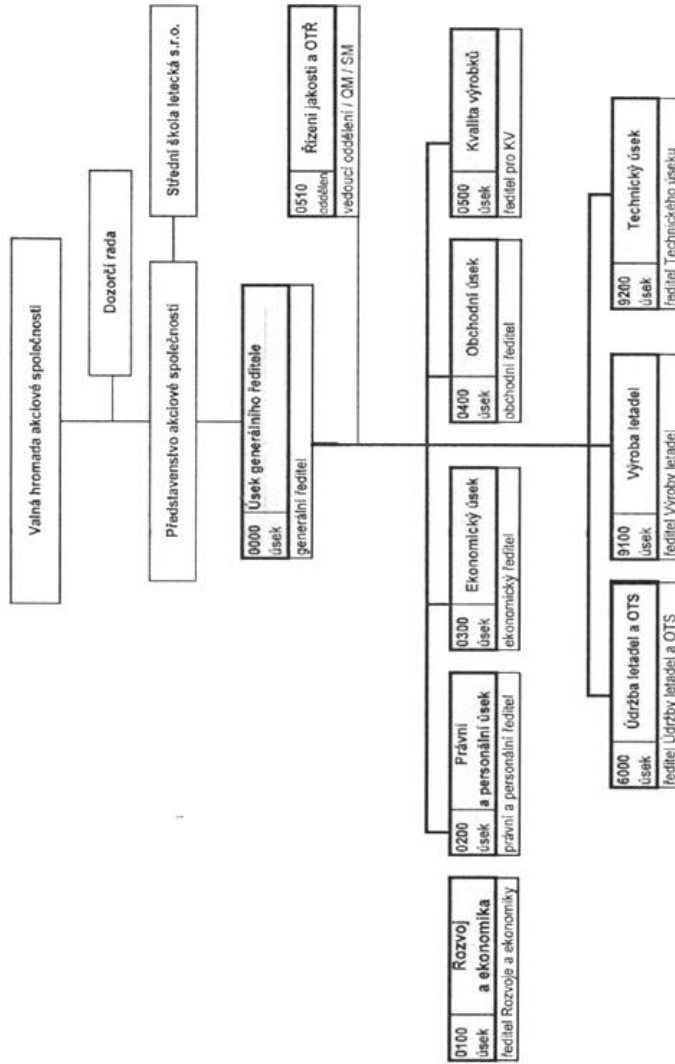 Valná hromada akciové společnosti
Dozorčí rada
Představenstvo akciové společnosti
Střední škola letecká s.r.o.
0000 Úsek generálního ředitele
úsek
generální ředitel
0510 Řízení jakosti a OTŘ
oddělení
vedoucí oddělení / QM / SM
0100 Rozvoj
úsek a ekonomika
ředitel Rozvoje a ekonomiky
0200 Právní
úsek a personální úsek
právní a personální ředitel
0300 Ekonomický úsek
úsek
ekonomický ředitel
0400 Obchodní úsek
úsek
obchodní ředitel
0500 Kvalita výrobků
úsek
ředitel pro KV
6000 Údržba letadel a OTS
úsek
ředitel Údržby letadel a OTS
9100 Výroba letadel
úsek
ředitel Výroby letadel
9200 Technický úsek
úsek
ředitel Technického úseku